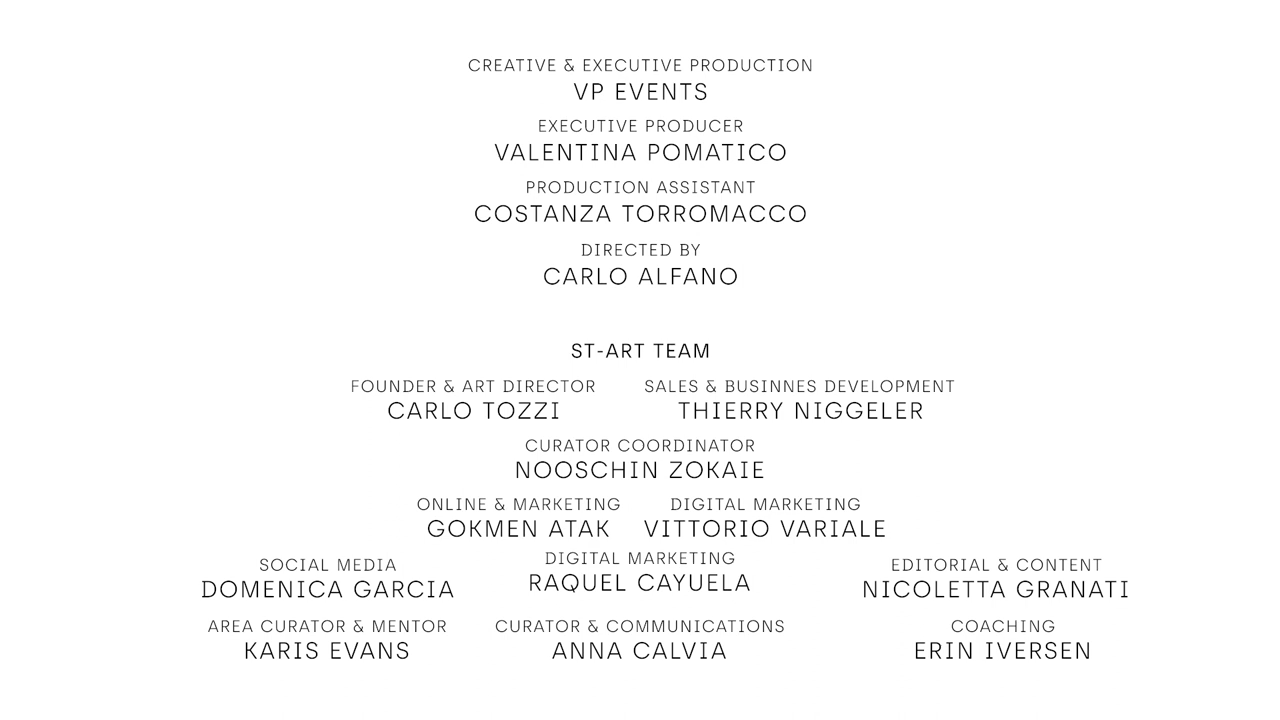 CREATIVE & EXECUTIVE PRODUCTION
VP EVENTS
EXECUTIVE PRODUCER
VALENTINA POMATICO
PRODUCTION ASSISTANT
COSTANZA TORROMACCO
DIRECTED BY
CARLO ALFANO
ST-ART TEAM
FOUNDER & ART DIRECTOR
CARLO TOZZI
SALES & BUSINNES DEVELOPMENT
THIERRY NIGGELER
CURATOR COORDINATOR
NOOSCHIN ZOKAIE
ONLINE & MARKETING
GOKMEN ATAK
DIGITAL MARKETING
VITTORIO VARIALE
SOCIAL MEDIA
DOMENICA GARCIA
DIGITAL MARKETING
RAQUEL CAYUELA
EDITORIAL & CONTENT
NICOLETTA GRANATI
AREA CURATOR & MENTOR
KARIS EVANS
CURATOR & COMMUNICATIONS
ANNA CALVIA
COACHING
ERIN IVERSEN